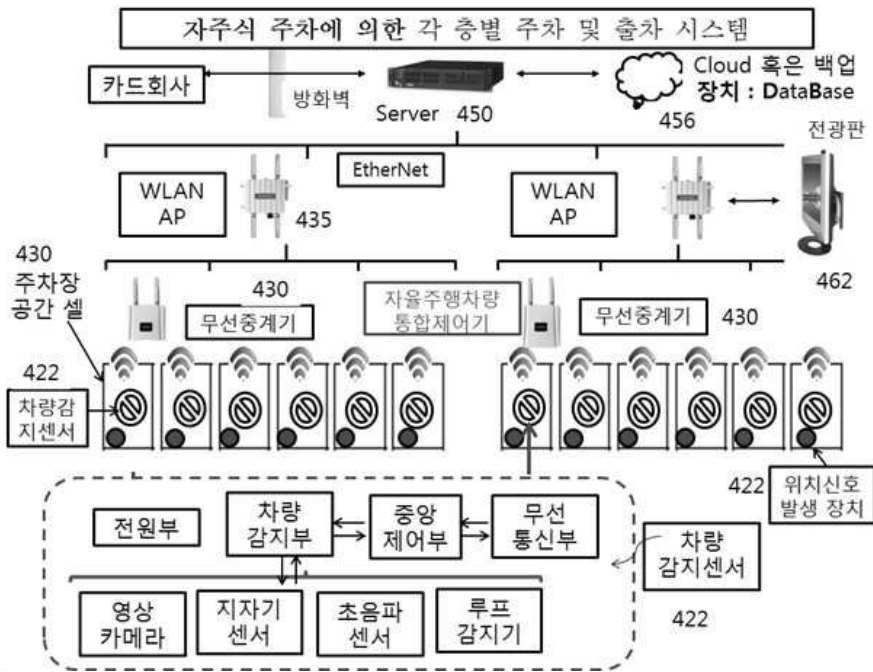 자주식 주차에 의한 각 층별 주차 및 출차 시스템
카드회사
방화벽
Server 450
Cloud 혹은 백업
장치 : DataBase
456
전광판
EtherNet
WLAN
AP
435
WLAN
AP
462
430
주차장
공간 셀
430
무선중계기
자율주행차량
통합제어기
무선중계기
430
422
차량감
지센서
422
위치신호
발생 장치
전원부
차량
감지부
중앙
제어부
무선
통신부
차량
감지센서
422
영상
카메라
지자기
센서
초음파
센서
루프
감지기